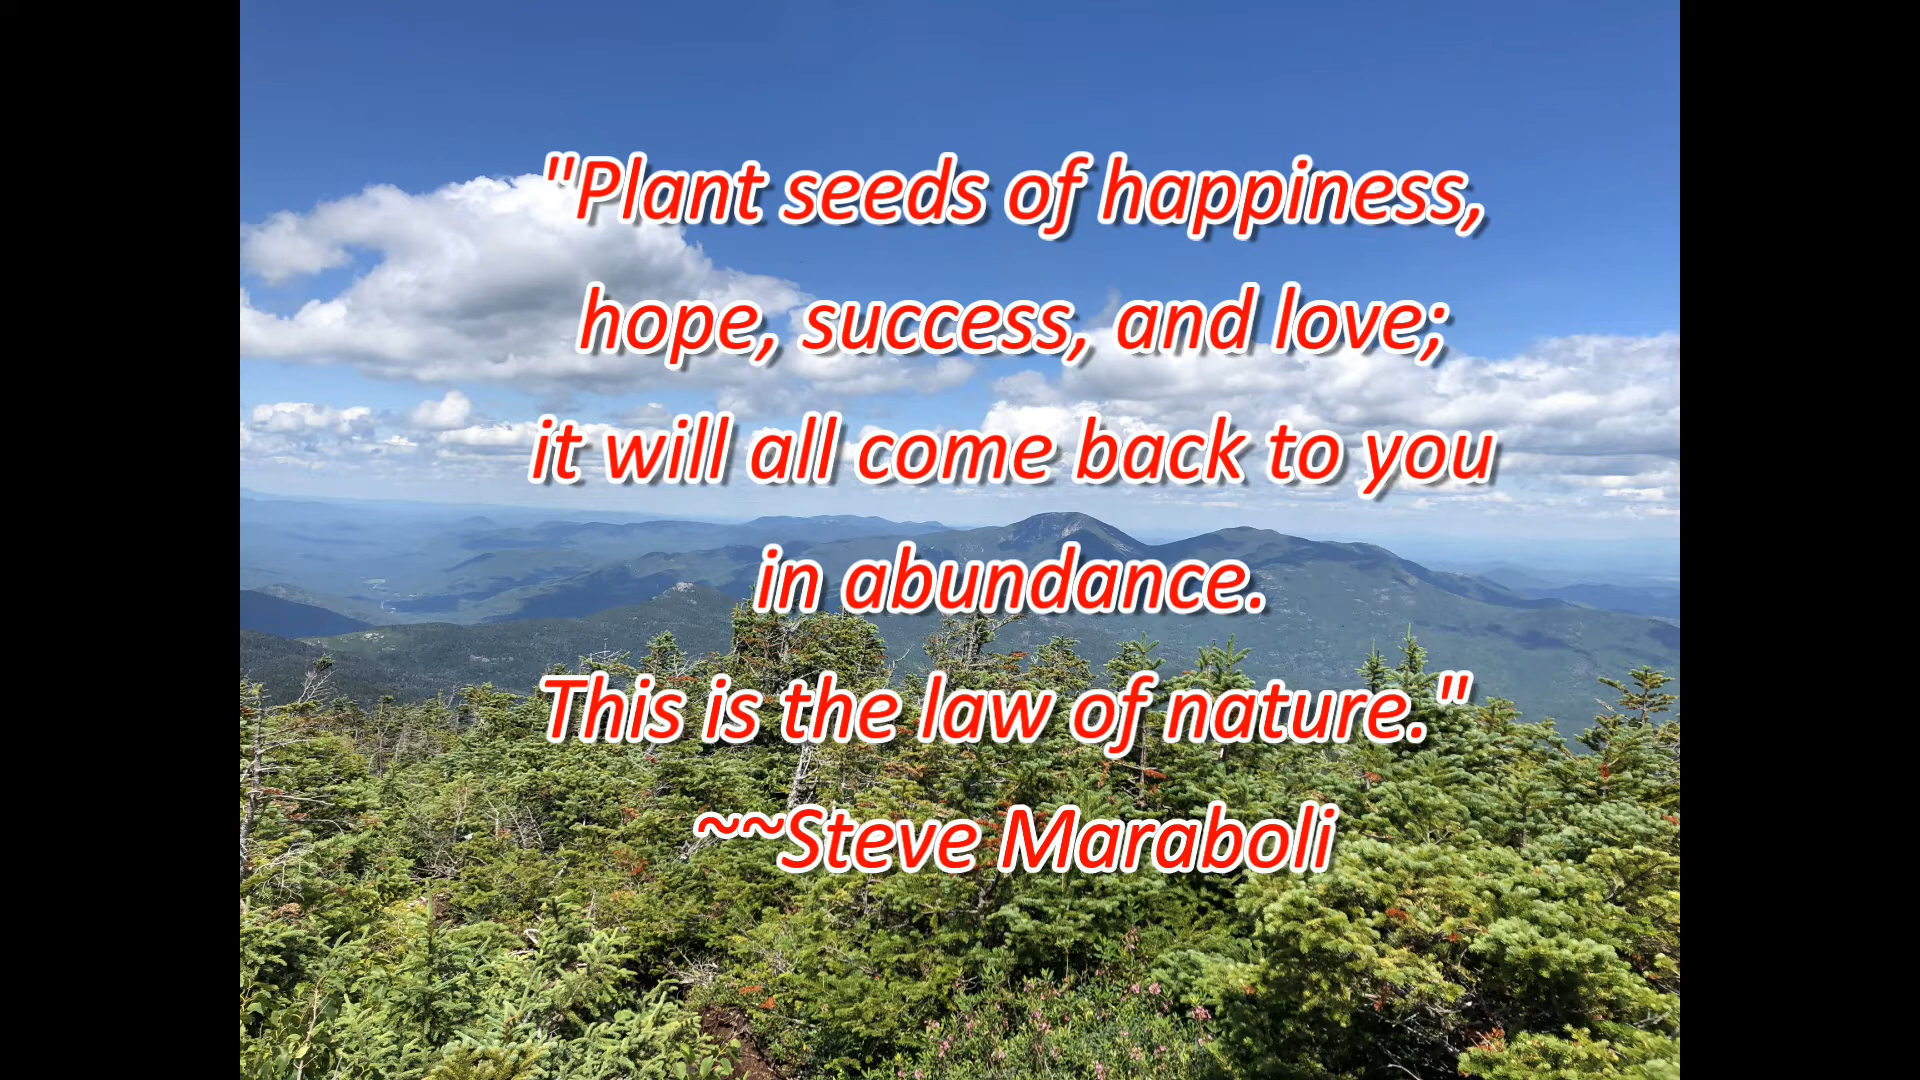 "Plant seeds of happiness,
hope, success, and love;
it will all come back to you
in abundance.
This is the law of nature."
~~Steve Maraboli